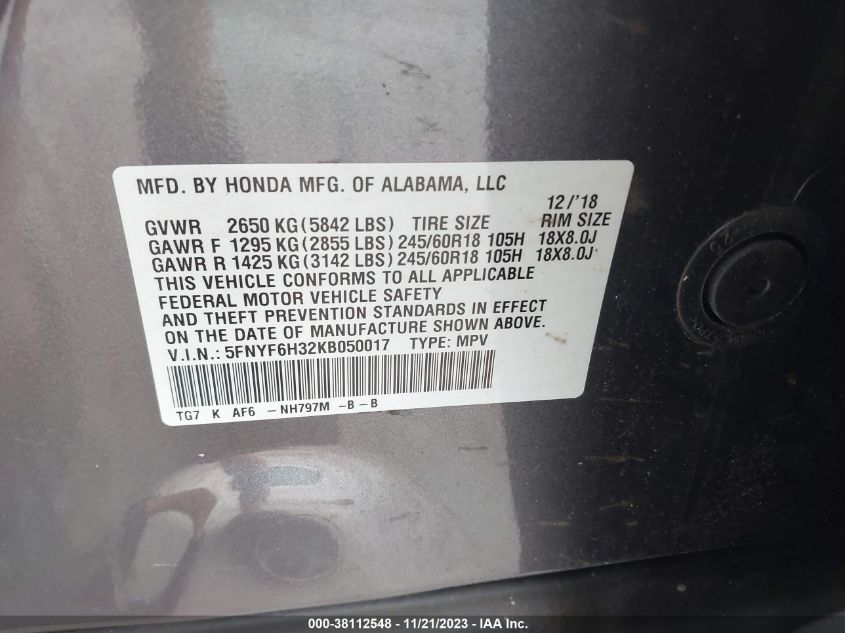 MFD. BY HONDA MFG. OF ALABAMA, LLC
12/'18
GVWR 2650 KG (5842 LBS) TIRE SIZE RIM SIZE
GAWR F 1295 KG (2855 LBS) 245/60R18 105H 18X8.0J
GAWR R 1425 KG (3142 LBS) 245/60R18 105H 18X8.0J
THIS VEHICLE CONFORMS TO ALL APPLICABLE
FEDERAL MOTOR VEHICLE SAFETY
AND THEFT PREVENTION STANDARDS IN EFFECT
ON THE DATE OF MANUFACTURE SHOWN ABOVE.
V.I.N.: 5FNYF6H32KB050017 TYPE: MPV
TG7 K AF6 -NH797M -B-B
000-38112548 - 11/21/2023 - IAA Inc.